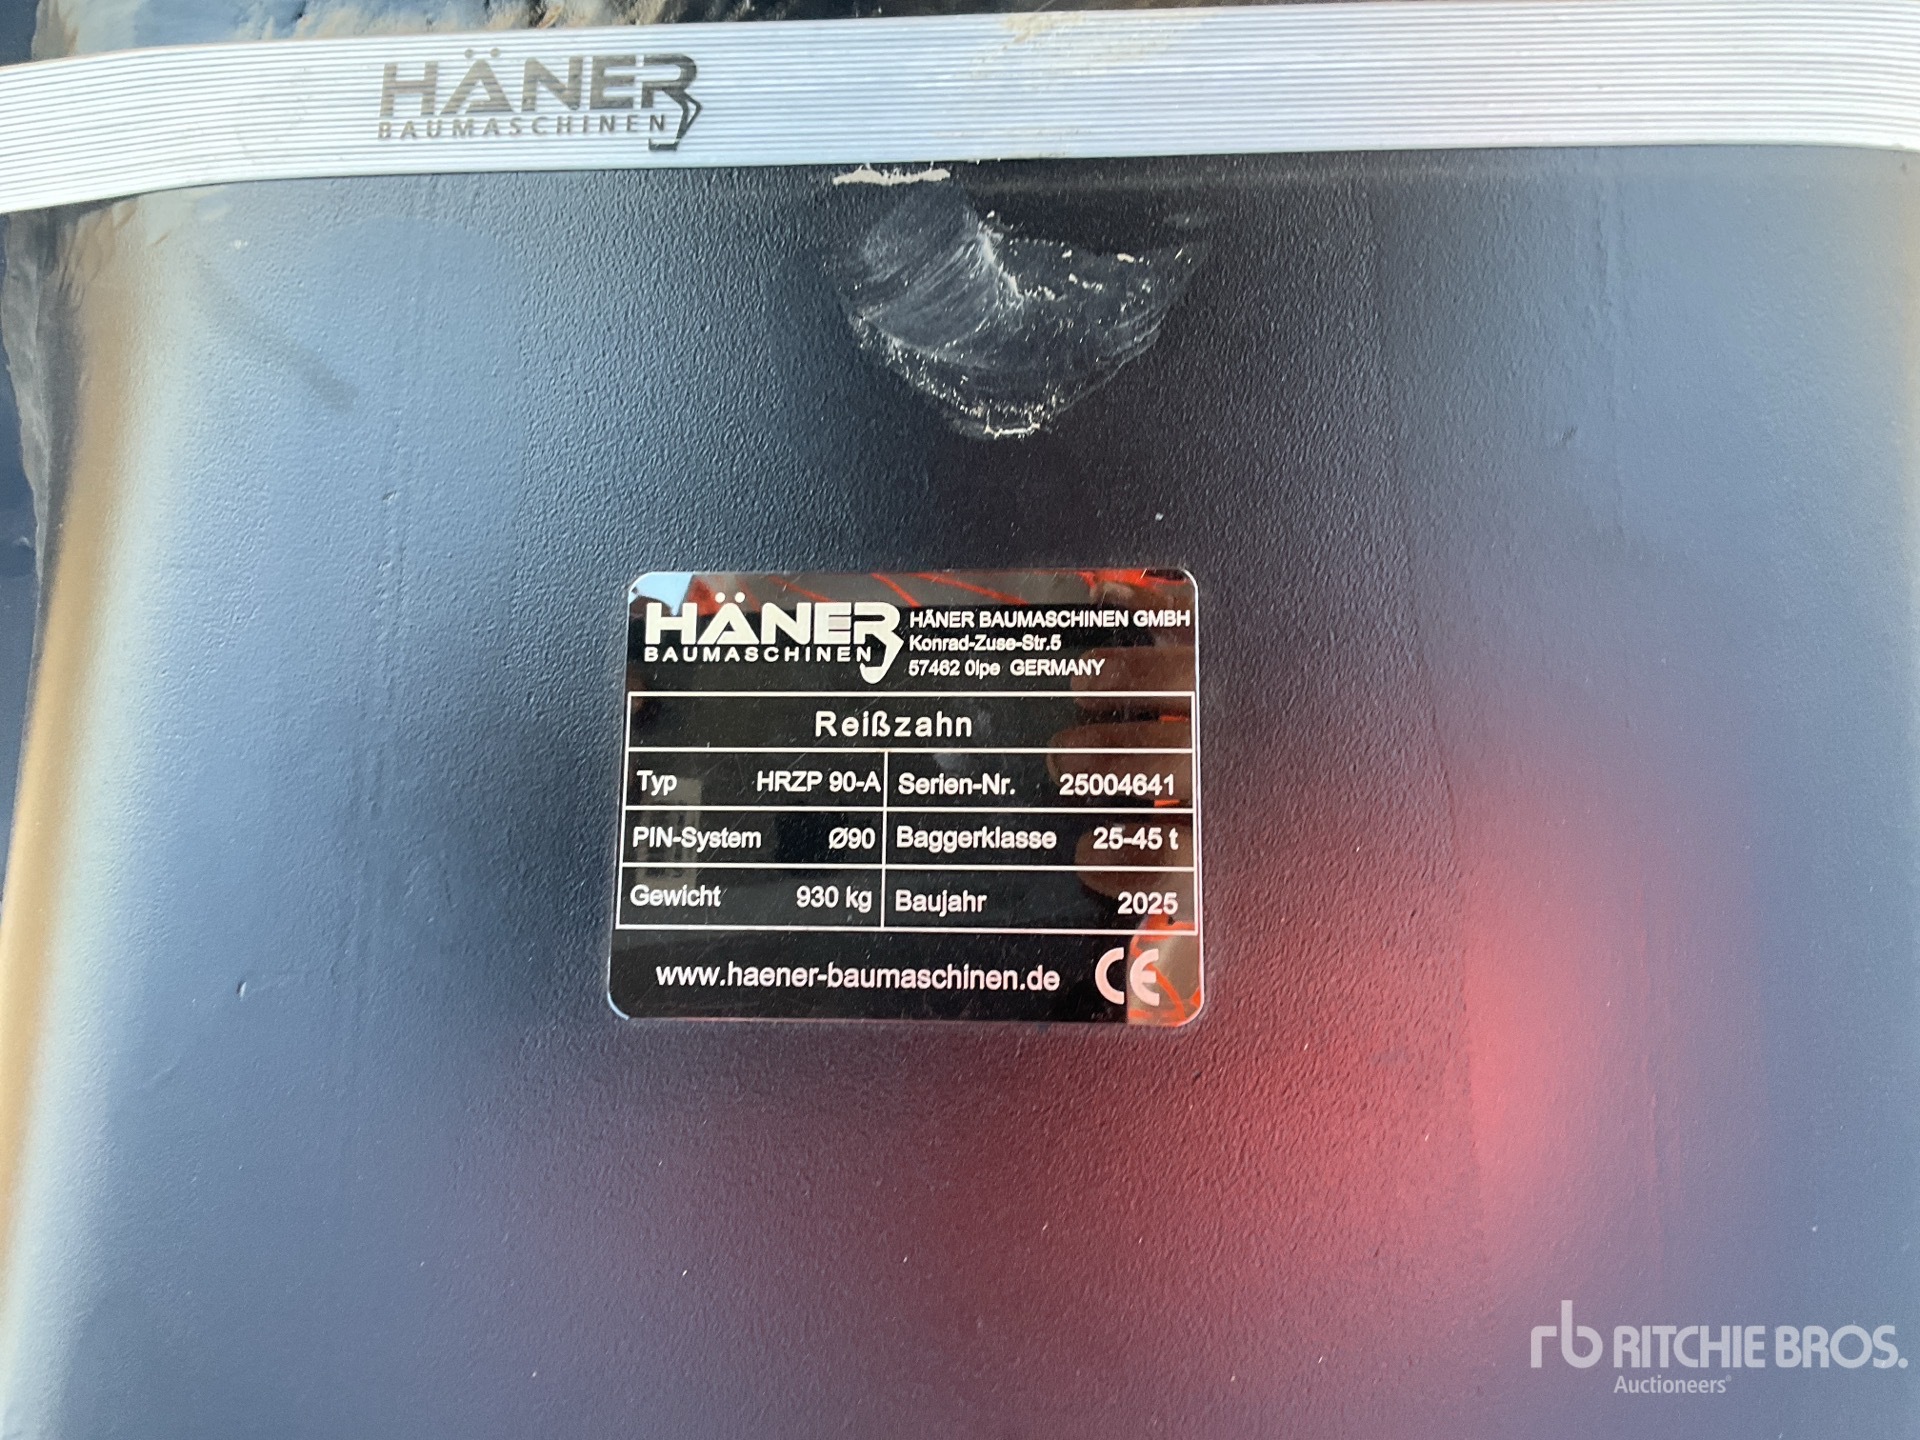 HÄNER
BAUMASCHINEN
HÄNER
BAUMASCHINEN
HÄNER BAUMASCHINEN GMBH
Konrad-Zuse-Str.5
57462 Olpe GERMANY
Reißzahn
Typ HRZP 90-A Serien-Nr. 25004641
PIN-System Ø90 Baggerklasse 25-45 t
Gewicht 930 kg Baujahr 2025
www.haener-baumaschinen.de CE
rb RITCHIE BROS.
Auctioneers